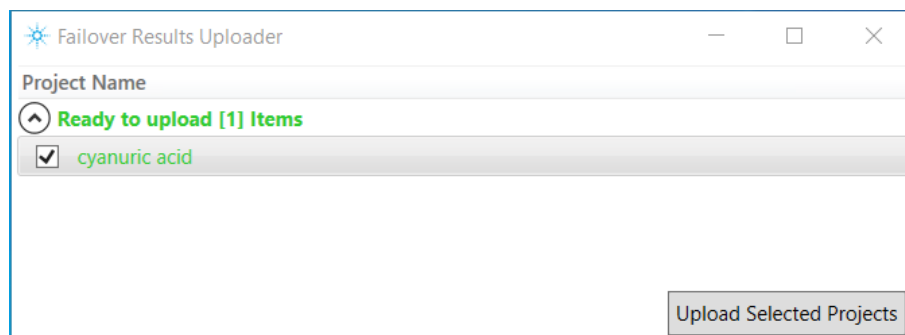 Failover Results Uploader
Project Name
Ready to upload [1] Items
cyanuric acid
Upload Selected Projects